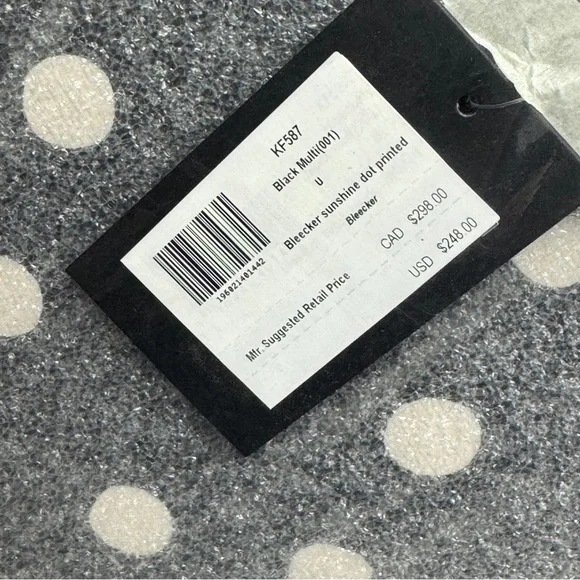 KF587
Black Multi(001)
U
Bleecker sunshine dot printed
Bleecker
196021401442
CAD $298.00
Mfr. Suggested Retail Price
USD $248.00